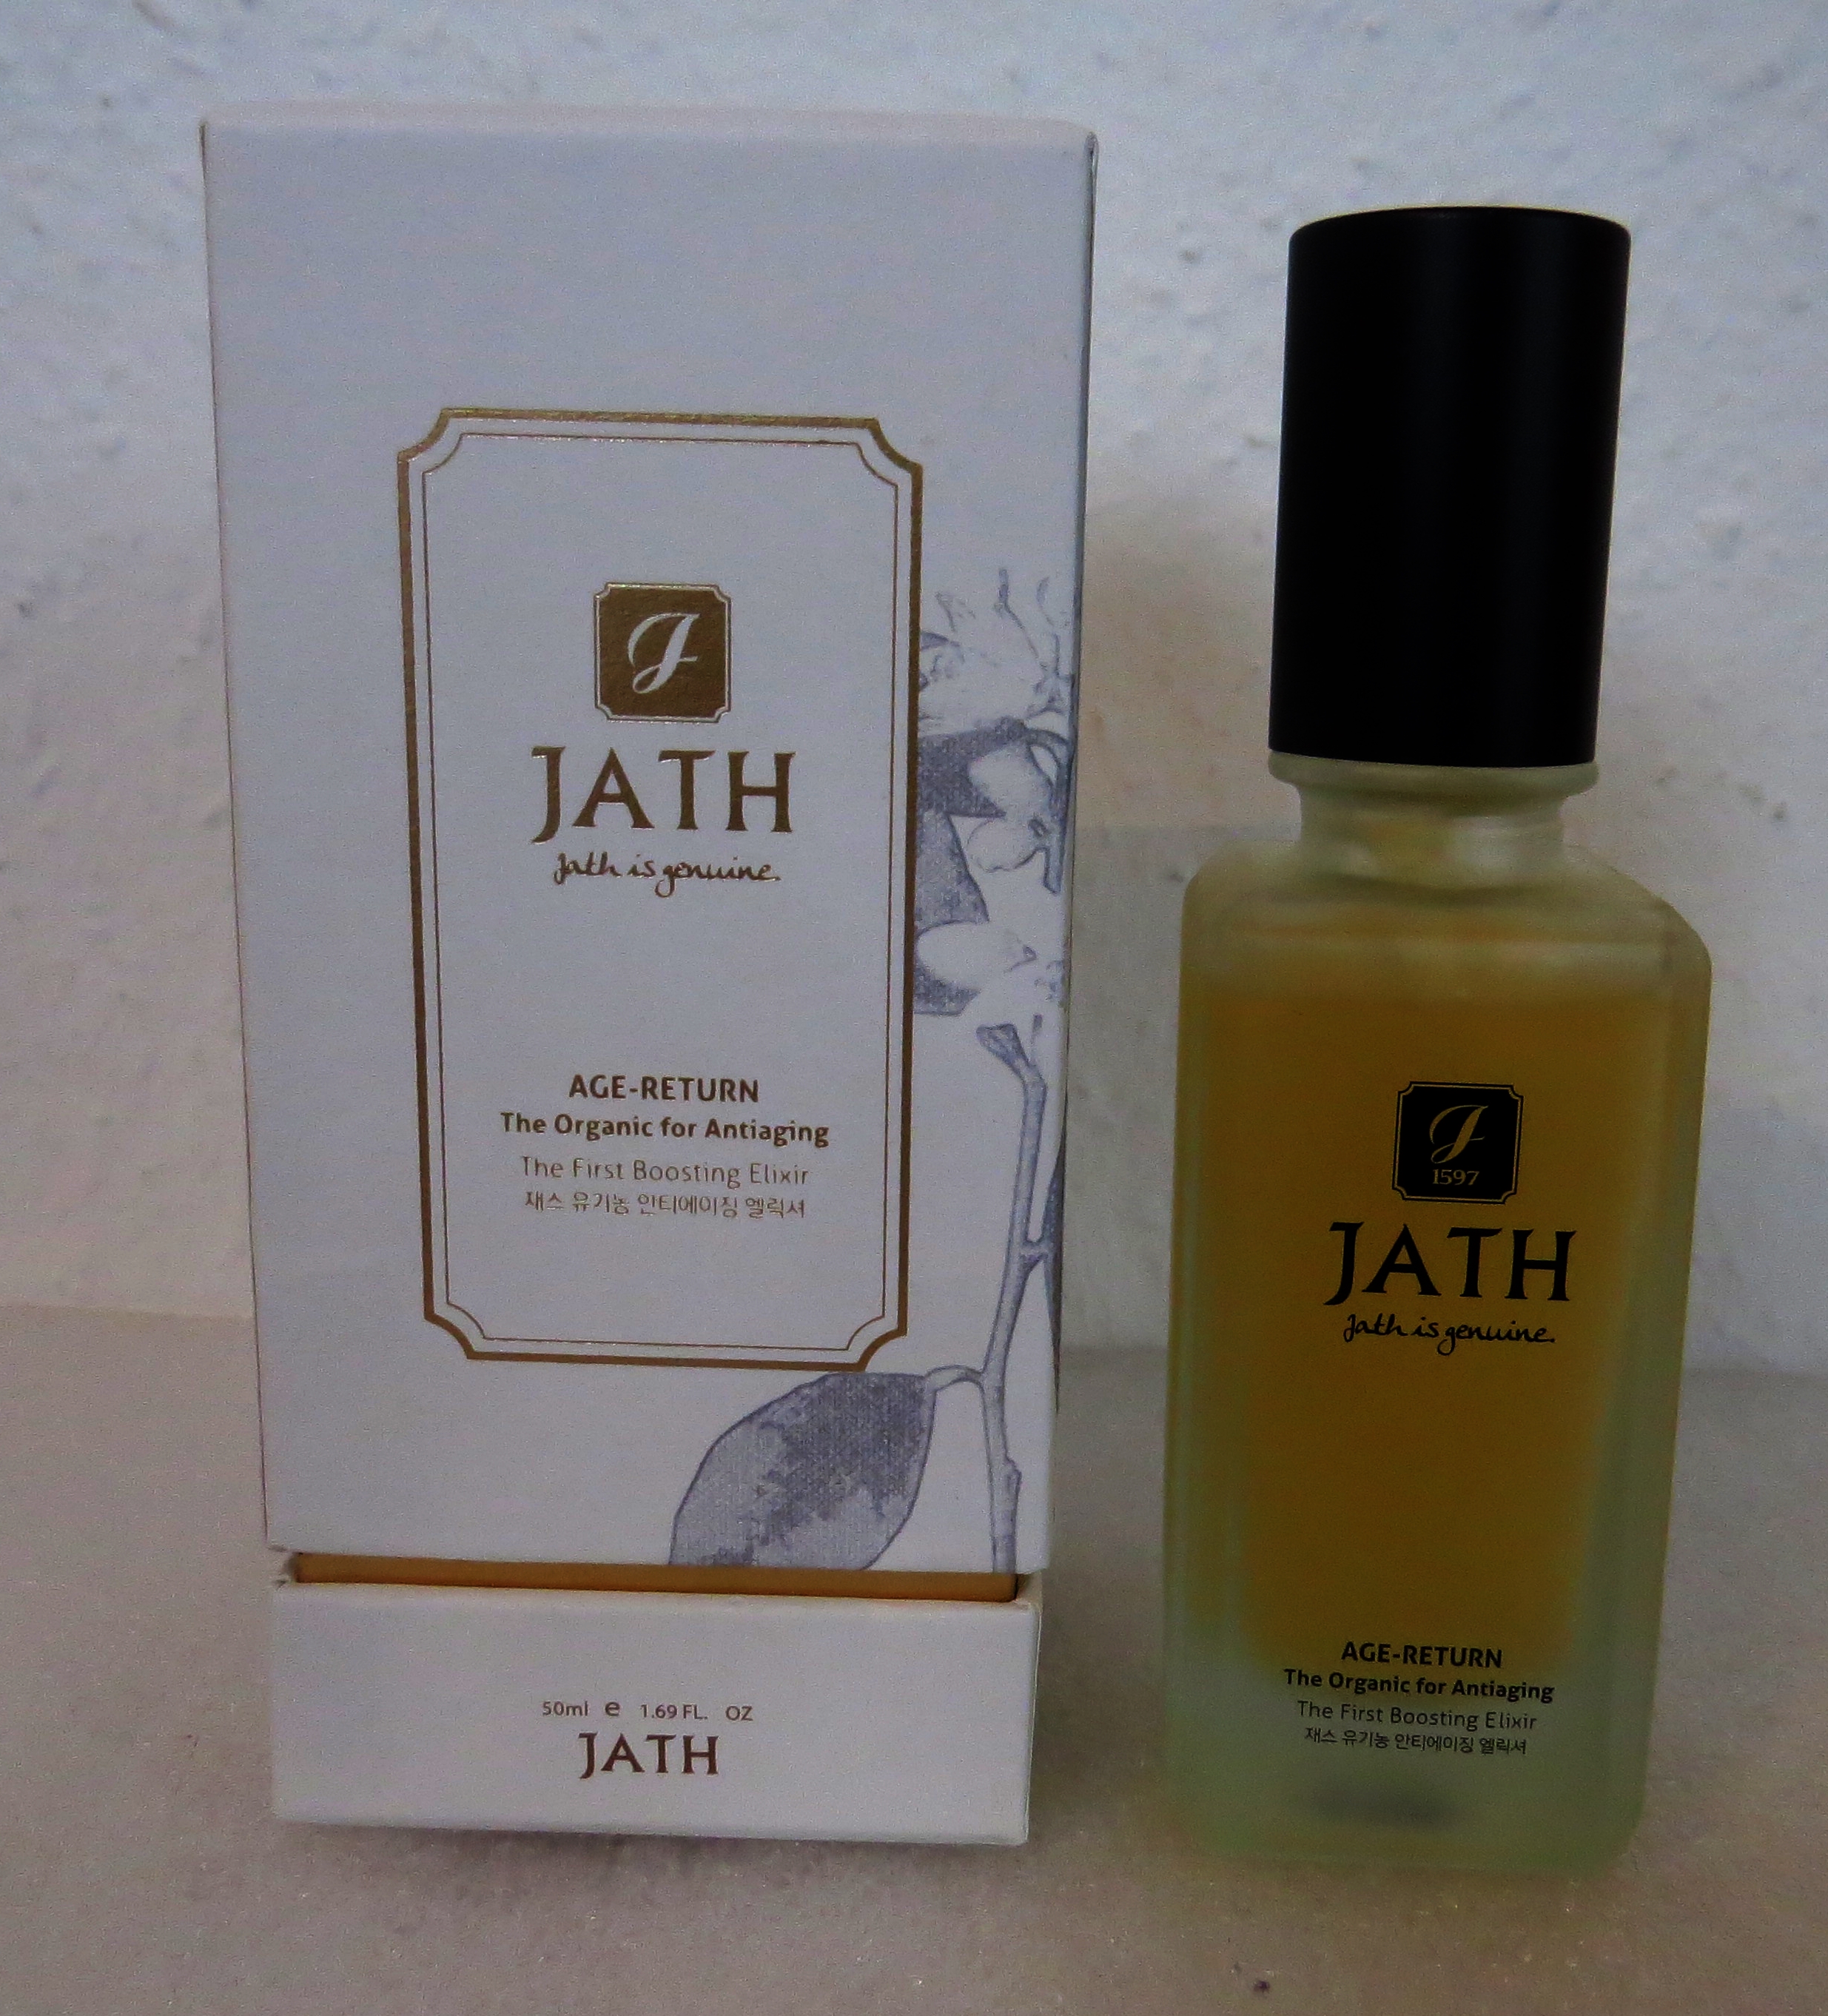 J
JATH
Jath is genuine.
AGE-RETURN
The Organic for Antiaging
The First Boosting Elixir
재스 유기농 안티에이징 엘릭셔
50ml e 1.69 FL. OZ
JATH
J
1597
JATH
Jath is genuine.
AGE-RETURN
The Organic for Antiaging
The First Boosting Elixir
재스 유기농 안티에이징 엘릭셔